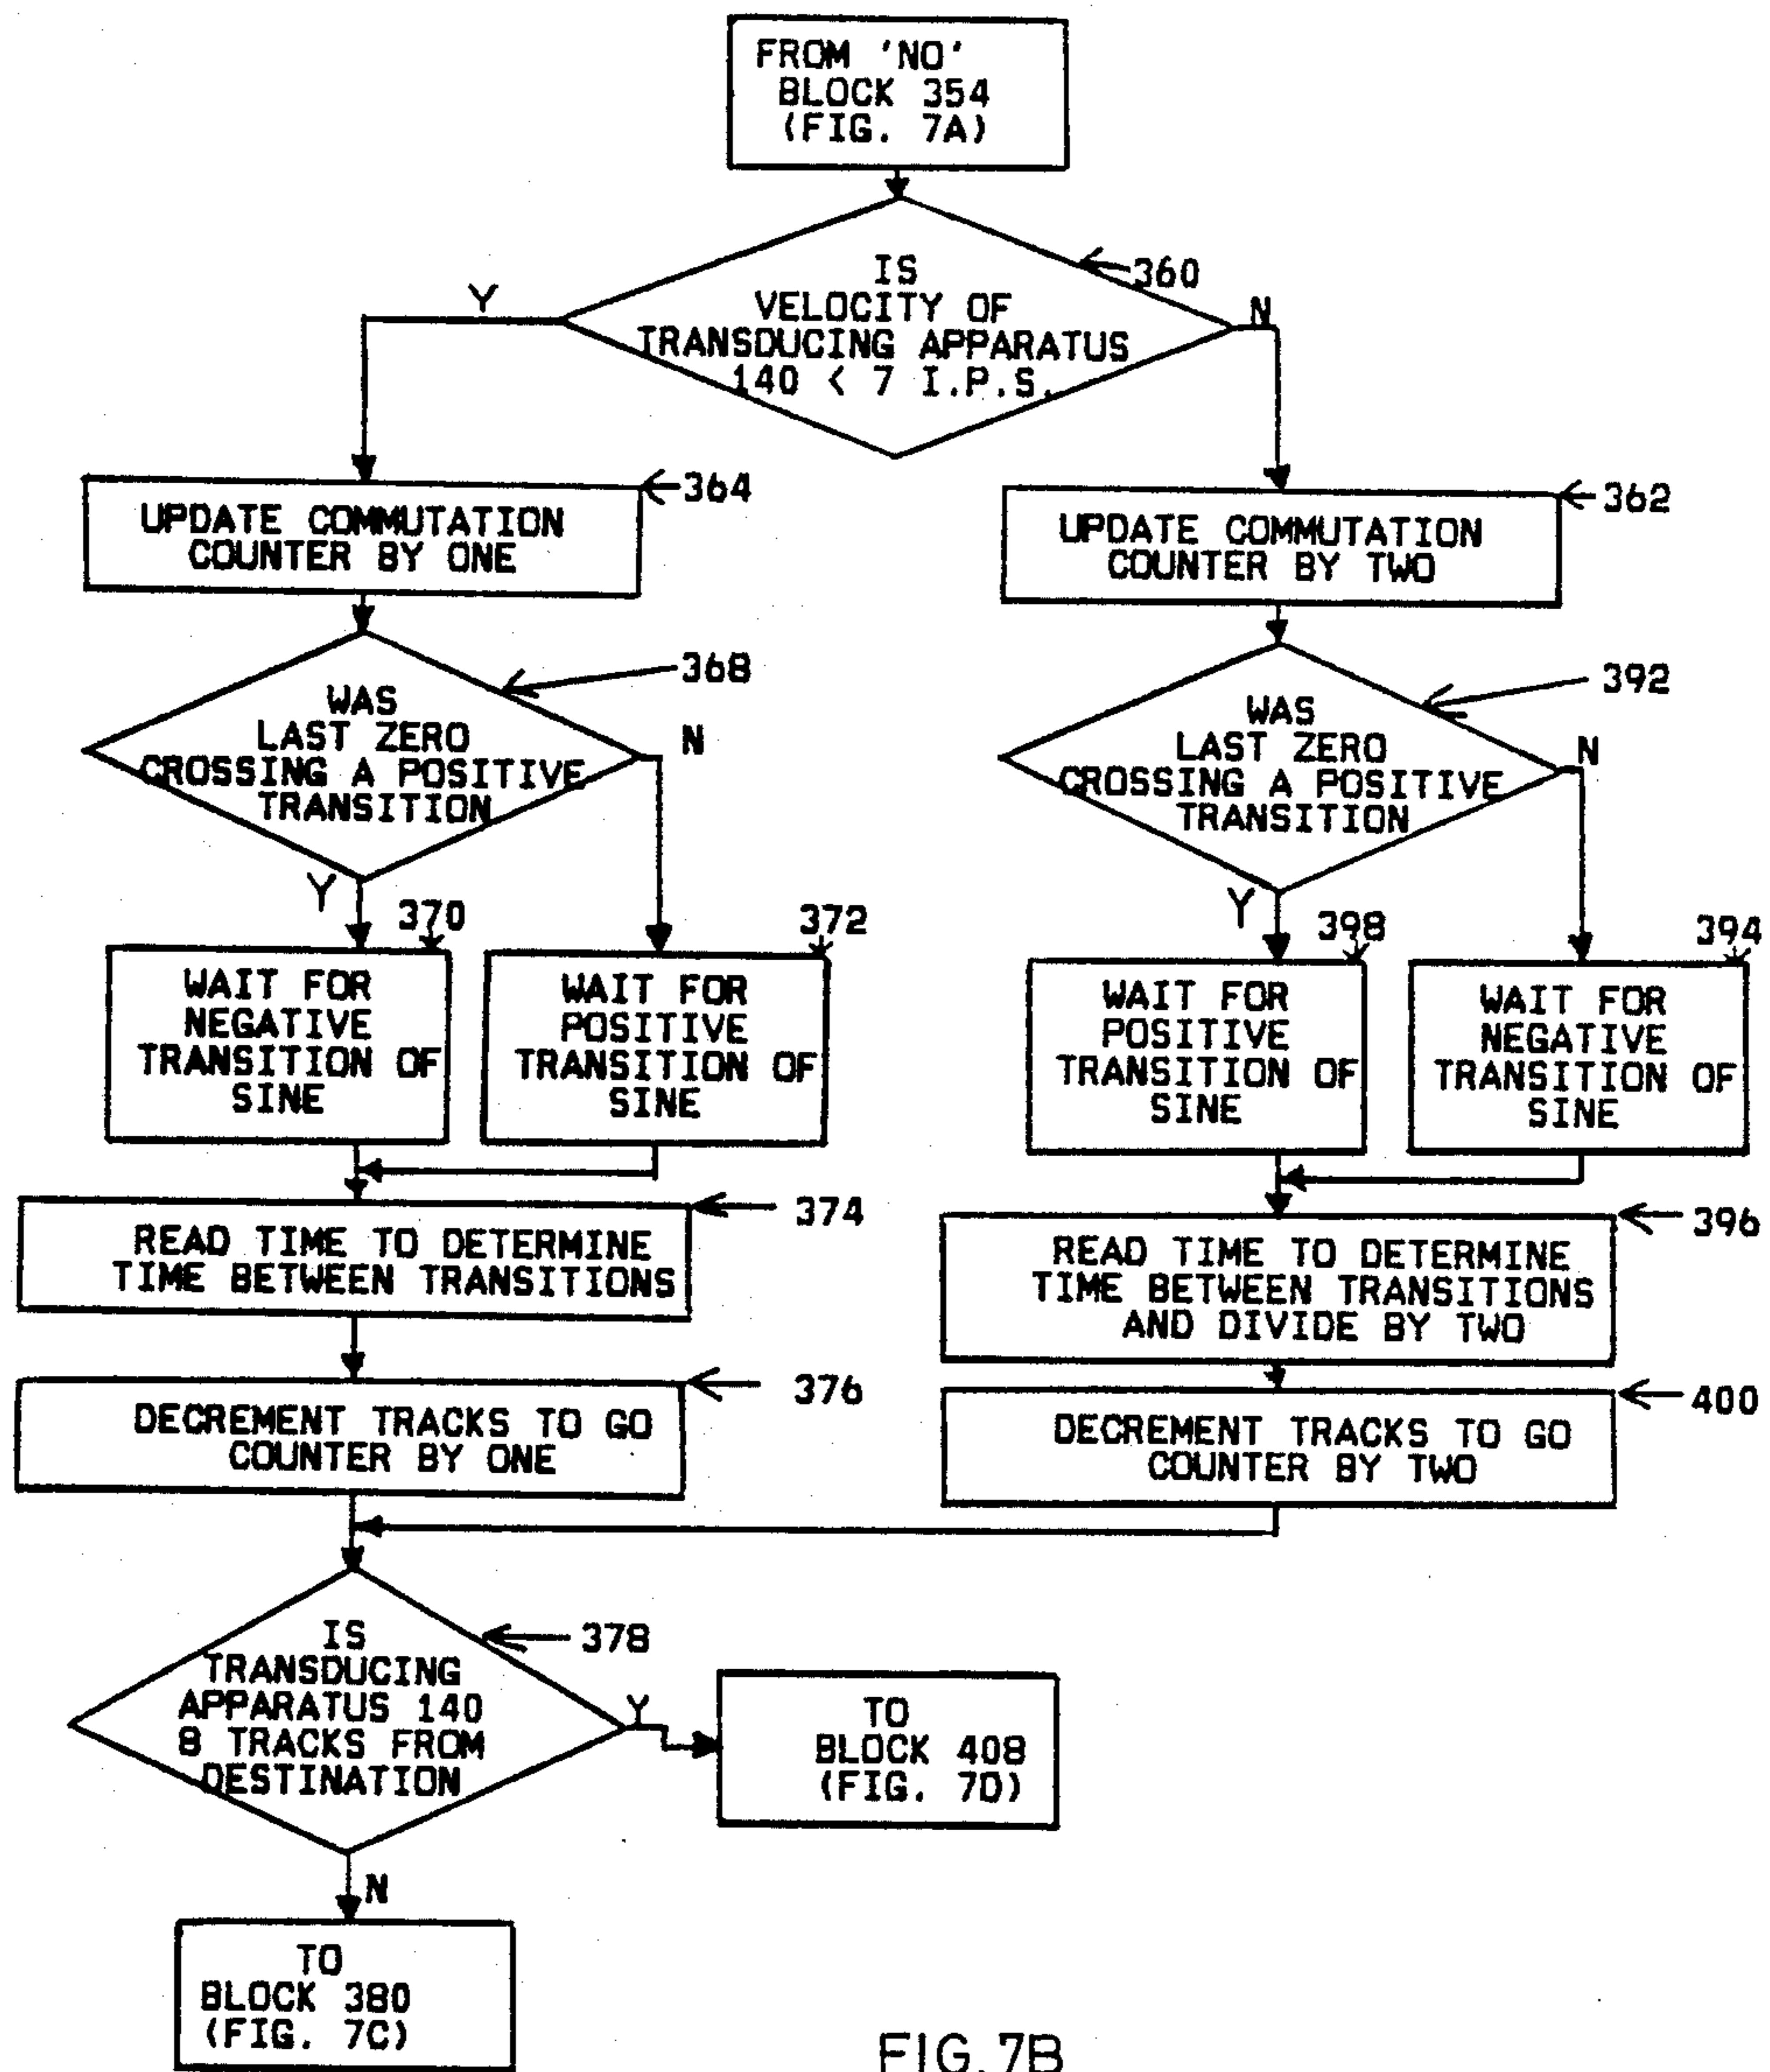 FROM 'NO'
BLOCK 354
(FIG. 7A)
IS
VELOCITY OF
TRANSDUCING APPARATUS
140 < 7 I.P.S.
360
Y
N
UPDATE COMMUTATION
COUNTER BY ONE
364
UPDATE COMMUTATION
COUNTER BY TWO
362
WAS
LAST ZERO
CROSSING A POSITIVE
TRANSITION
368
N
Y
WAS
LAST ZERO
CROSSING A POSITIVE
TRANSITION
392
N
Y
370
WAIT FOR
NEGATIVE
TRANSITION OF
SINE
372
WAIT FOR
POSITIVE
TRANSITION OF
SINE
398
WAIT FOR
POSITIVE
TRANSITION OF
SINE
394
WAIT FOR
NEGATIVE
TRANSITION OF
SINE
READ TIME TO DETERMINE
TIME BETWEEN TRANSITIONS
374
READ TIME TO DETERMINE
TIME BETWEEN TRANSITIONS
AND DIVIDE BY TWO
396
DECREMENT TRACKS TO GO
COUNTER BY ONE
376
DECREMENT TRACKS TO GO
COUNTER BY TWO
400
IS
TRANSDUCING
APPARATUS 140
8 TRACKS FROM
DESTINATION
378
Y
TO
BLOCK 408
(FIG. 7D)
N
TO
BLOCK 380
(FIG. 7C)
FIG. 7B